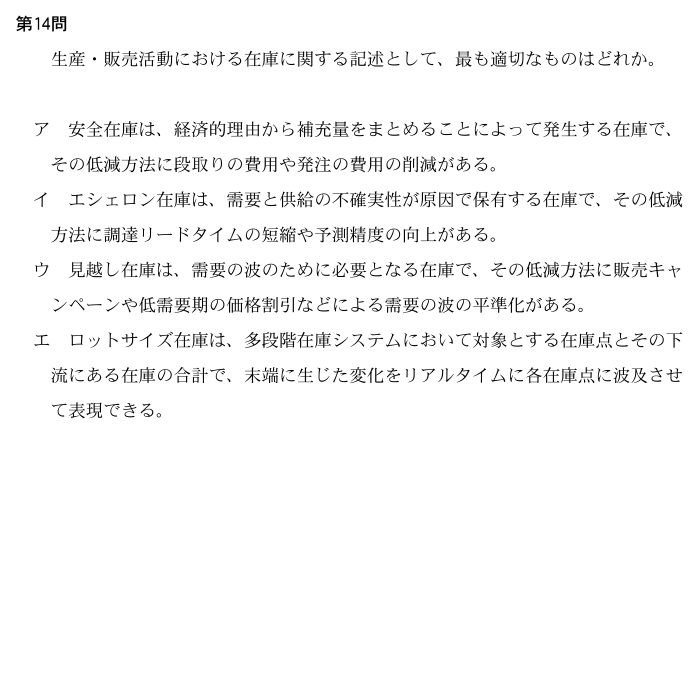 第14問
生産・販売活動における在庫に関する記述として、最も適切なものはどれか。
ア　安全在庫は、経済的理由から補充量をまとめることによって発生する在庫で、
その低減方法に段取りの費用や発注の費用の削減がある。
イ　エシェロン在庫は、需要と供給の不確実性が原因で保有する在庫で、その低減
方法に調達リードタイムの短縮や予測精度の向上がある。
ウ　見越し在庫は、需要の波のために必要となる在庫で、その低減方法に販売キャ
ンペーンや低需要期の価格割引などによる需要の波の平準化がある。
エ　ロットサイズ在庫は、多段階在庫システムにおいて対象とする在庫点とその下
流にある在庫の合計で、末端に生じた変化をリアルタイムに各在庫点に波及させ
て表現できる。